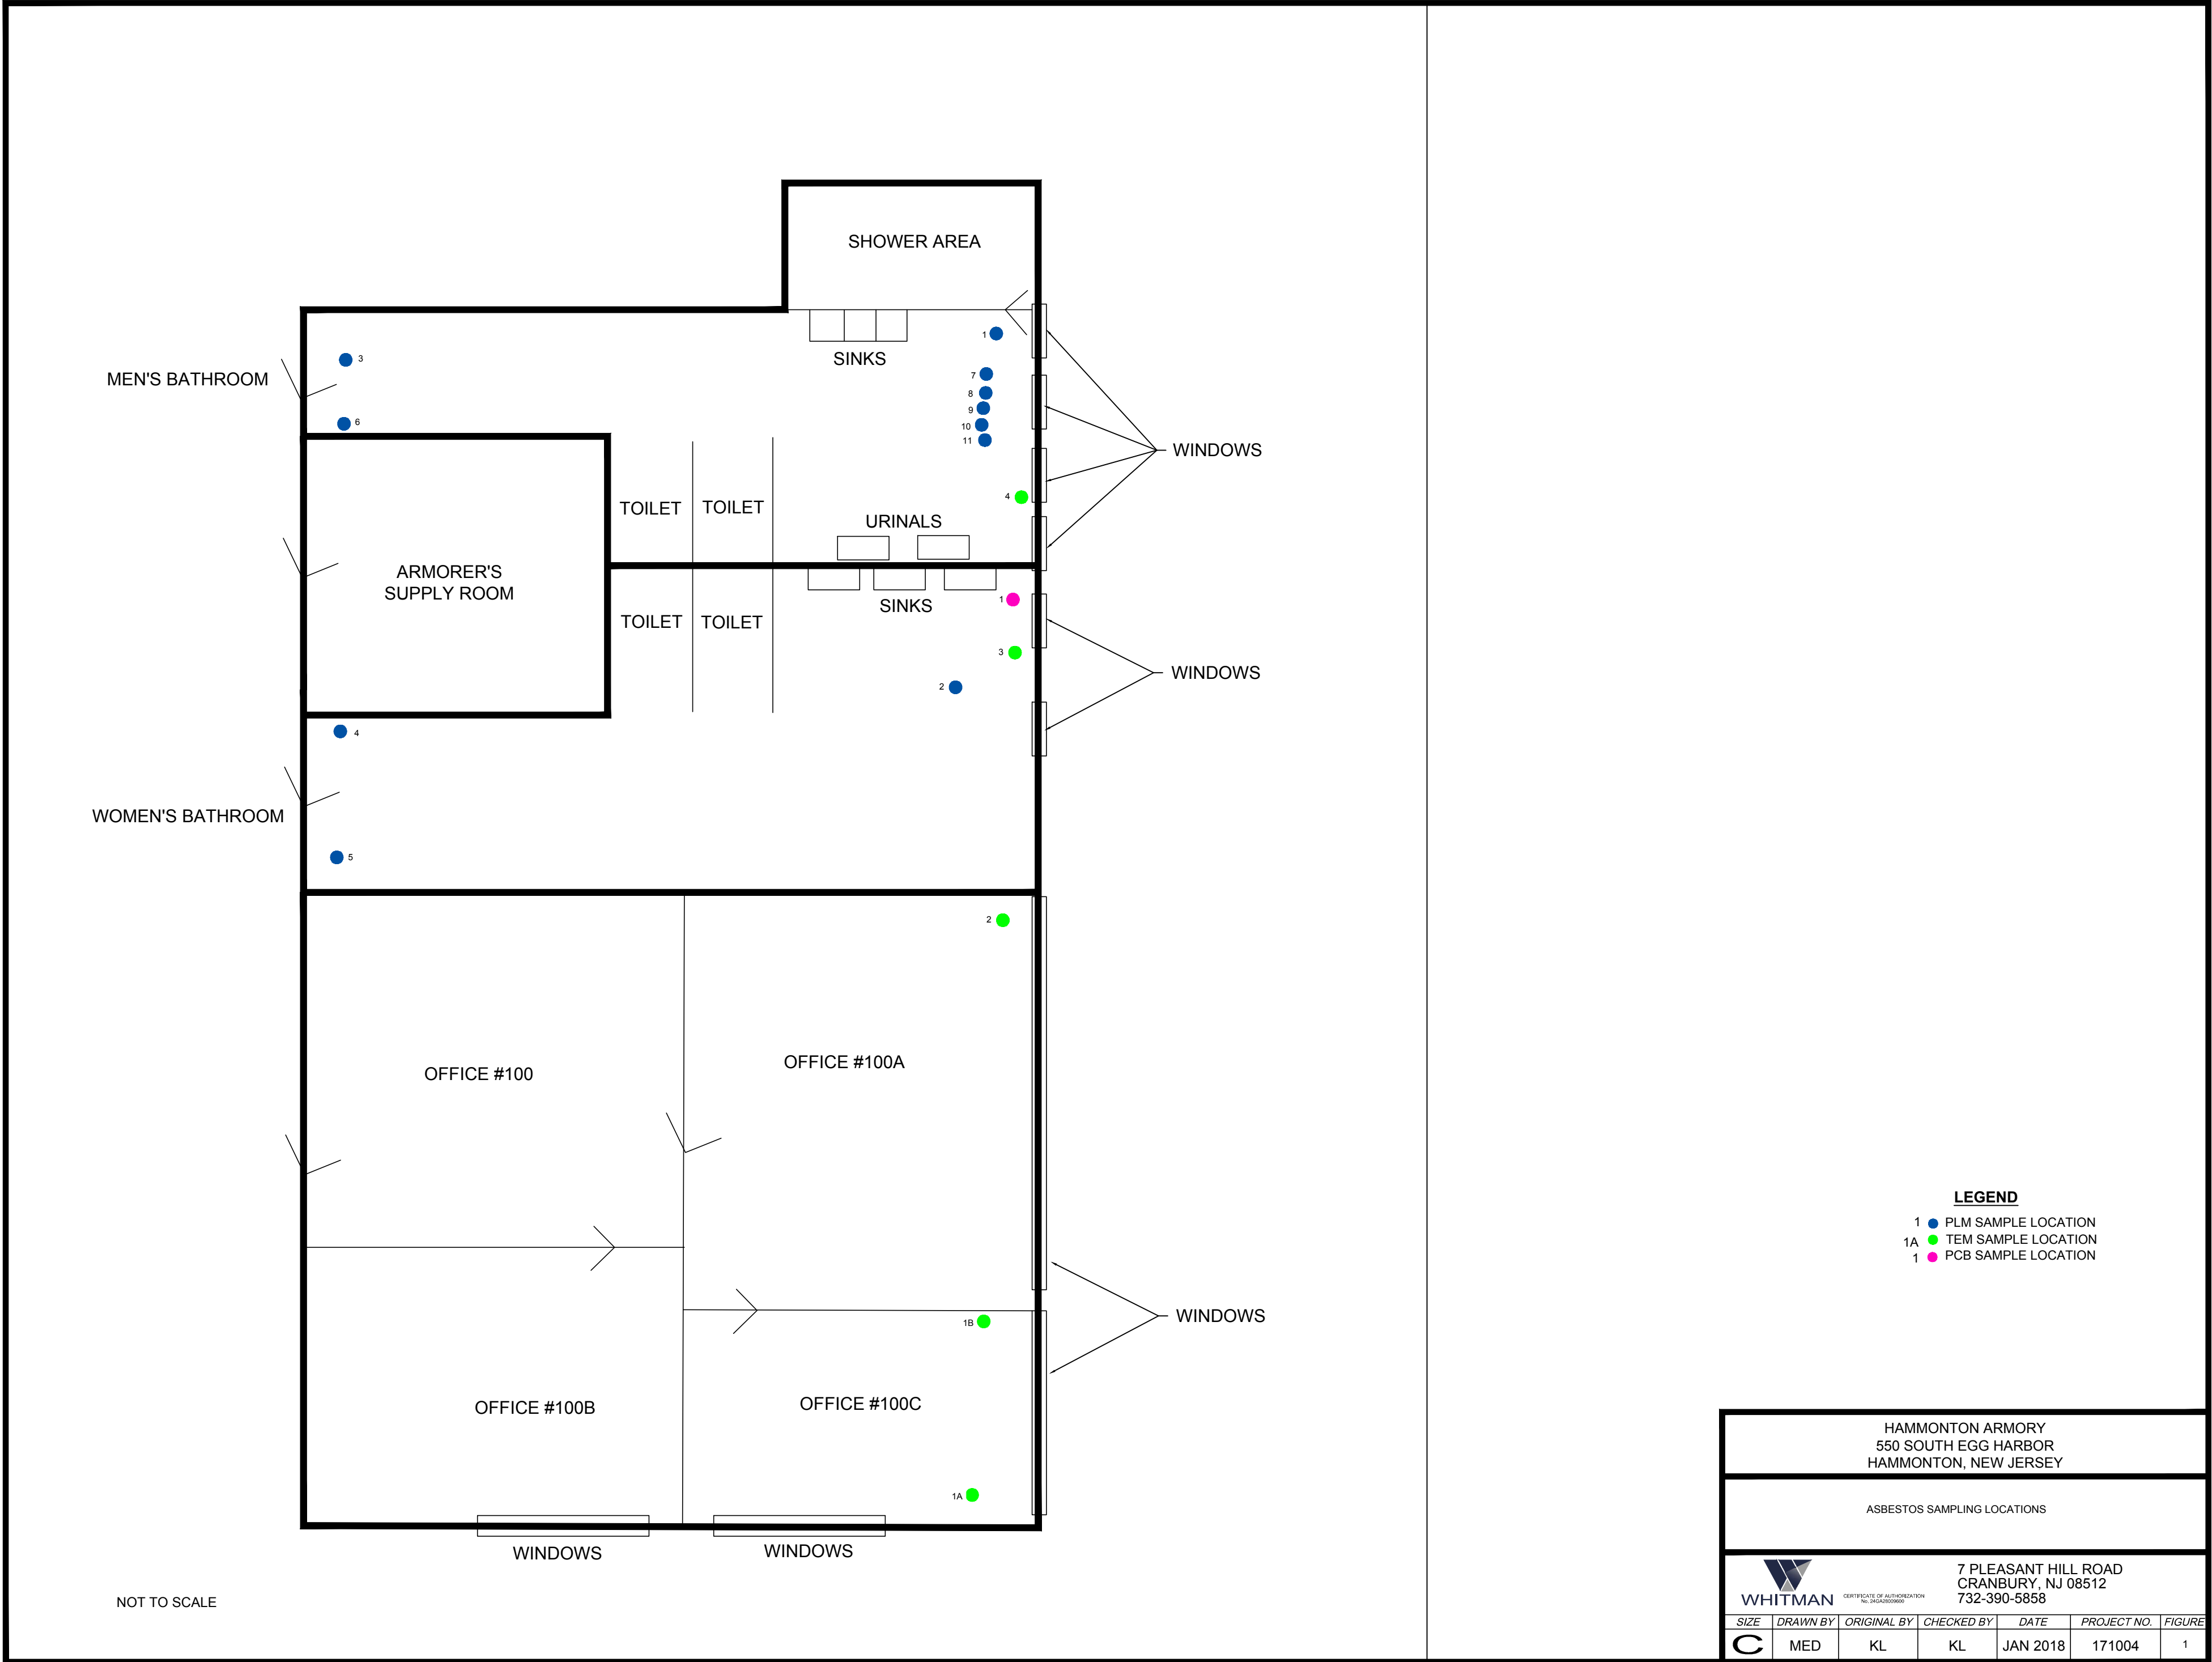 SHOWER AREA
SINKS
1
3
MEN'S BATHROOM
7
8
9
10
11
6
WINDOWS
4
TOILET
TOILET
URINALS
ARMORER'S
SUPPLY ROOM
SINKS
1
TOILET
TOILET
3
WINDOWS
2
4
WOMEN'S BATHROOM
5
2
OFFICE #100
OFFICE #100A
WINDOWS
1B
OFFICE #100B
OFFICE #100C
1A
WINDOWS
WINDOWS
NOT TO SCALE
LEGEND
1 PLM SAMPLE LOCATION
1A TEM SAMPLE LOCATION
1 PCB SAMPLE LOCATION
HAMMONTON ARMORY
550 SOUTH EGG HARBOR
HAMMONTON, NEW JERSEY
ASBESTOS SAMPLING LOCATIONS
WHITMAN
CERTIFICATE OF AUTHORIZATION
No. 24GA28009600
7 PLEASANT HILL ROAD
CRANBURY, NJ 08512
732-390-5858
SIZE DRAWN BY ORIGINAL BY CHECKED BY DATE PROJECT NO. FIGURE
C MED KL KL JAN 2018 171004 1